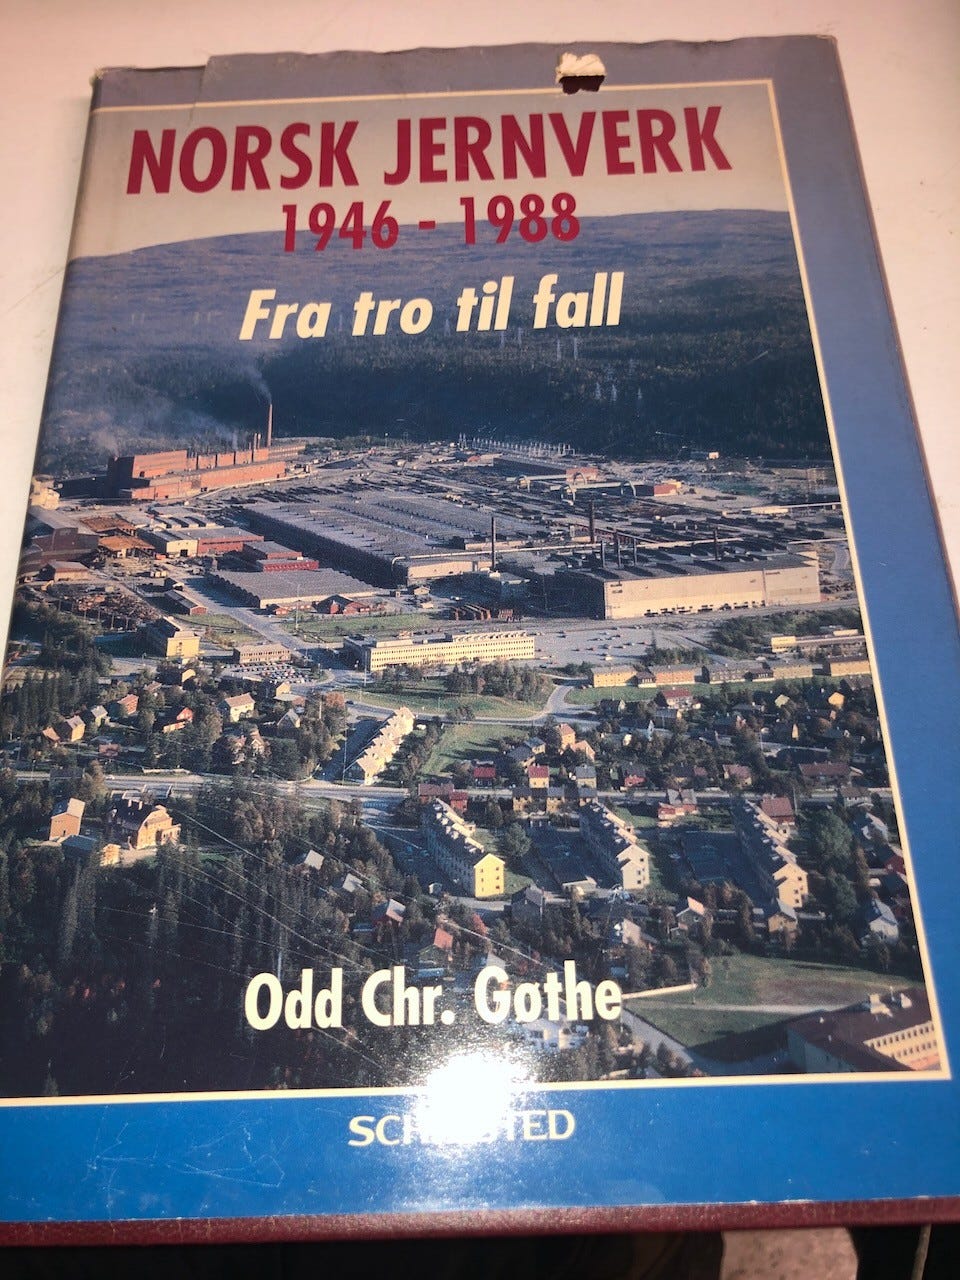 NORSK JERNVERK
1946 - 1988
Fra tro til fall
Odd Chr. Gøthe